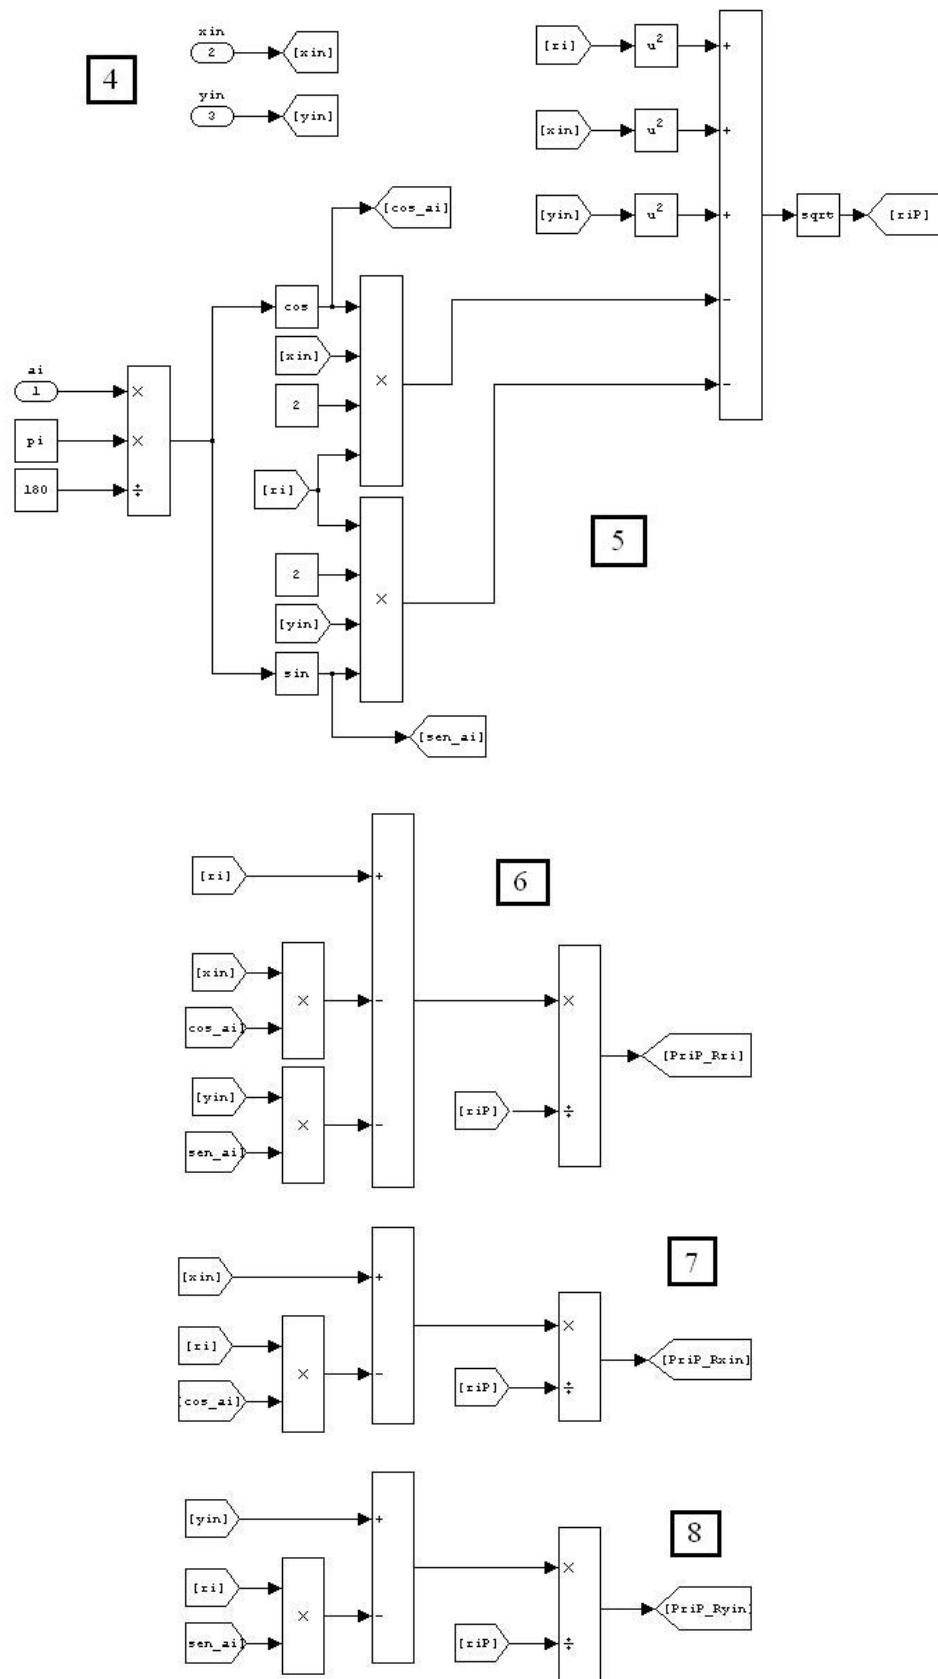 xin
2
[xin]
4
yin
3
[yin]
[ri]
u²
+
[xin]
u²
+
[yin]
u²
+
sqrt
[riP]
-
-
[cos_ai]
cos
[xin]
×
2
ai
1
×
pi
×
180
÷
[ri]
5
2
×
[yin]
sin
[sen_ai]
6
[ri]
+
[xin]
×
-
cos_ai]
[yin]
×
-
sen_ai]
×
[riP]
÷
[PriP_Rri]
7
[xin]
+
[ri]
×
-
[cos_ai]
×
[riP]
÷
[PriP_Rxin]
8
[yin]
+
[ri]
×
-
sen_ai]
×
[riP]
÷
[PriP_Ryin]